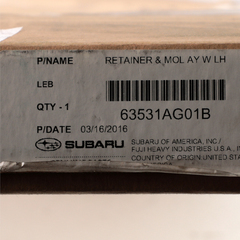 P/NAME RETAINER & MOL AY W LH
LEB
QTY - 1 63531AG01B
P/DATE 03/16/2016
SUBARU SUBARU OF AMERICA, INC./
FUJI HEAVY INDUSTRIES U.S.A., I
COUNTRY OF ORIGIN UNITED STA